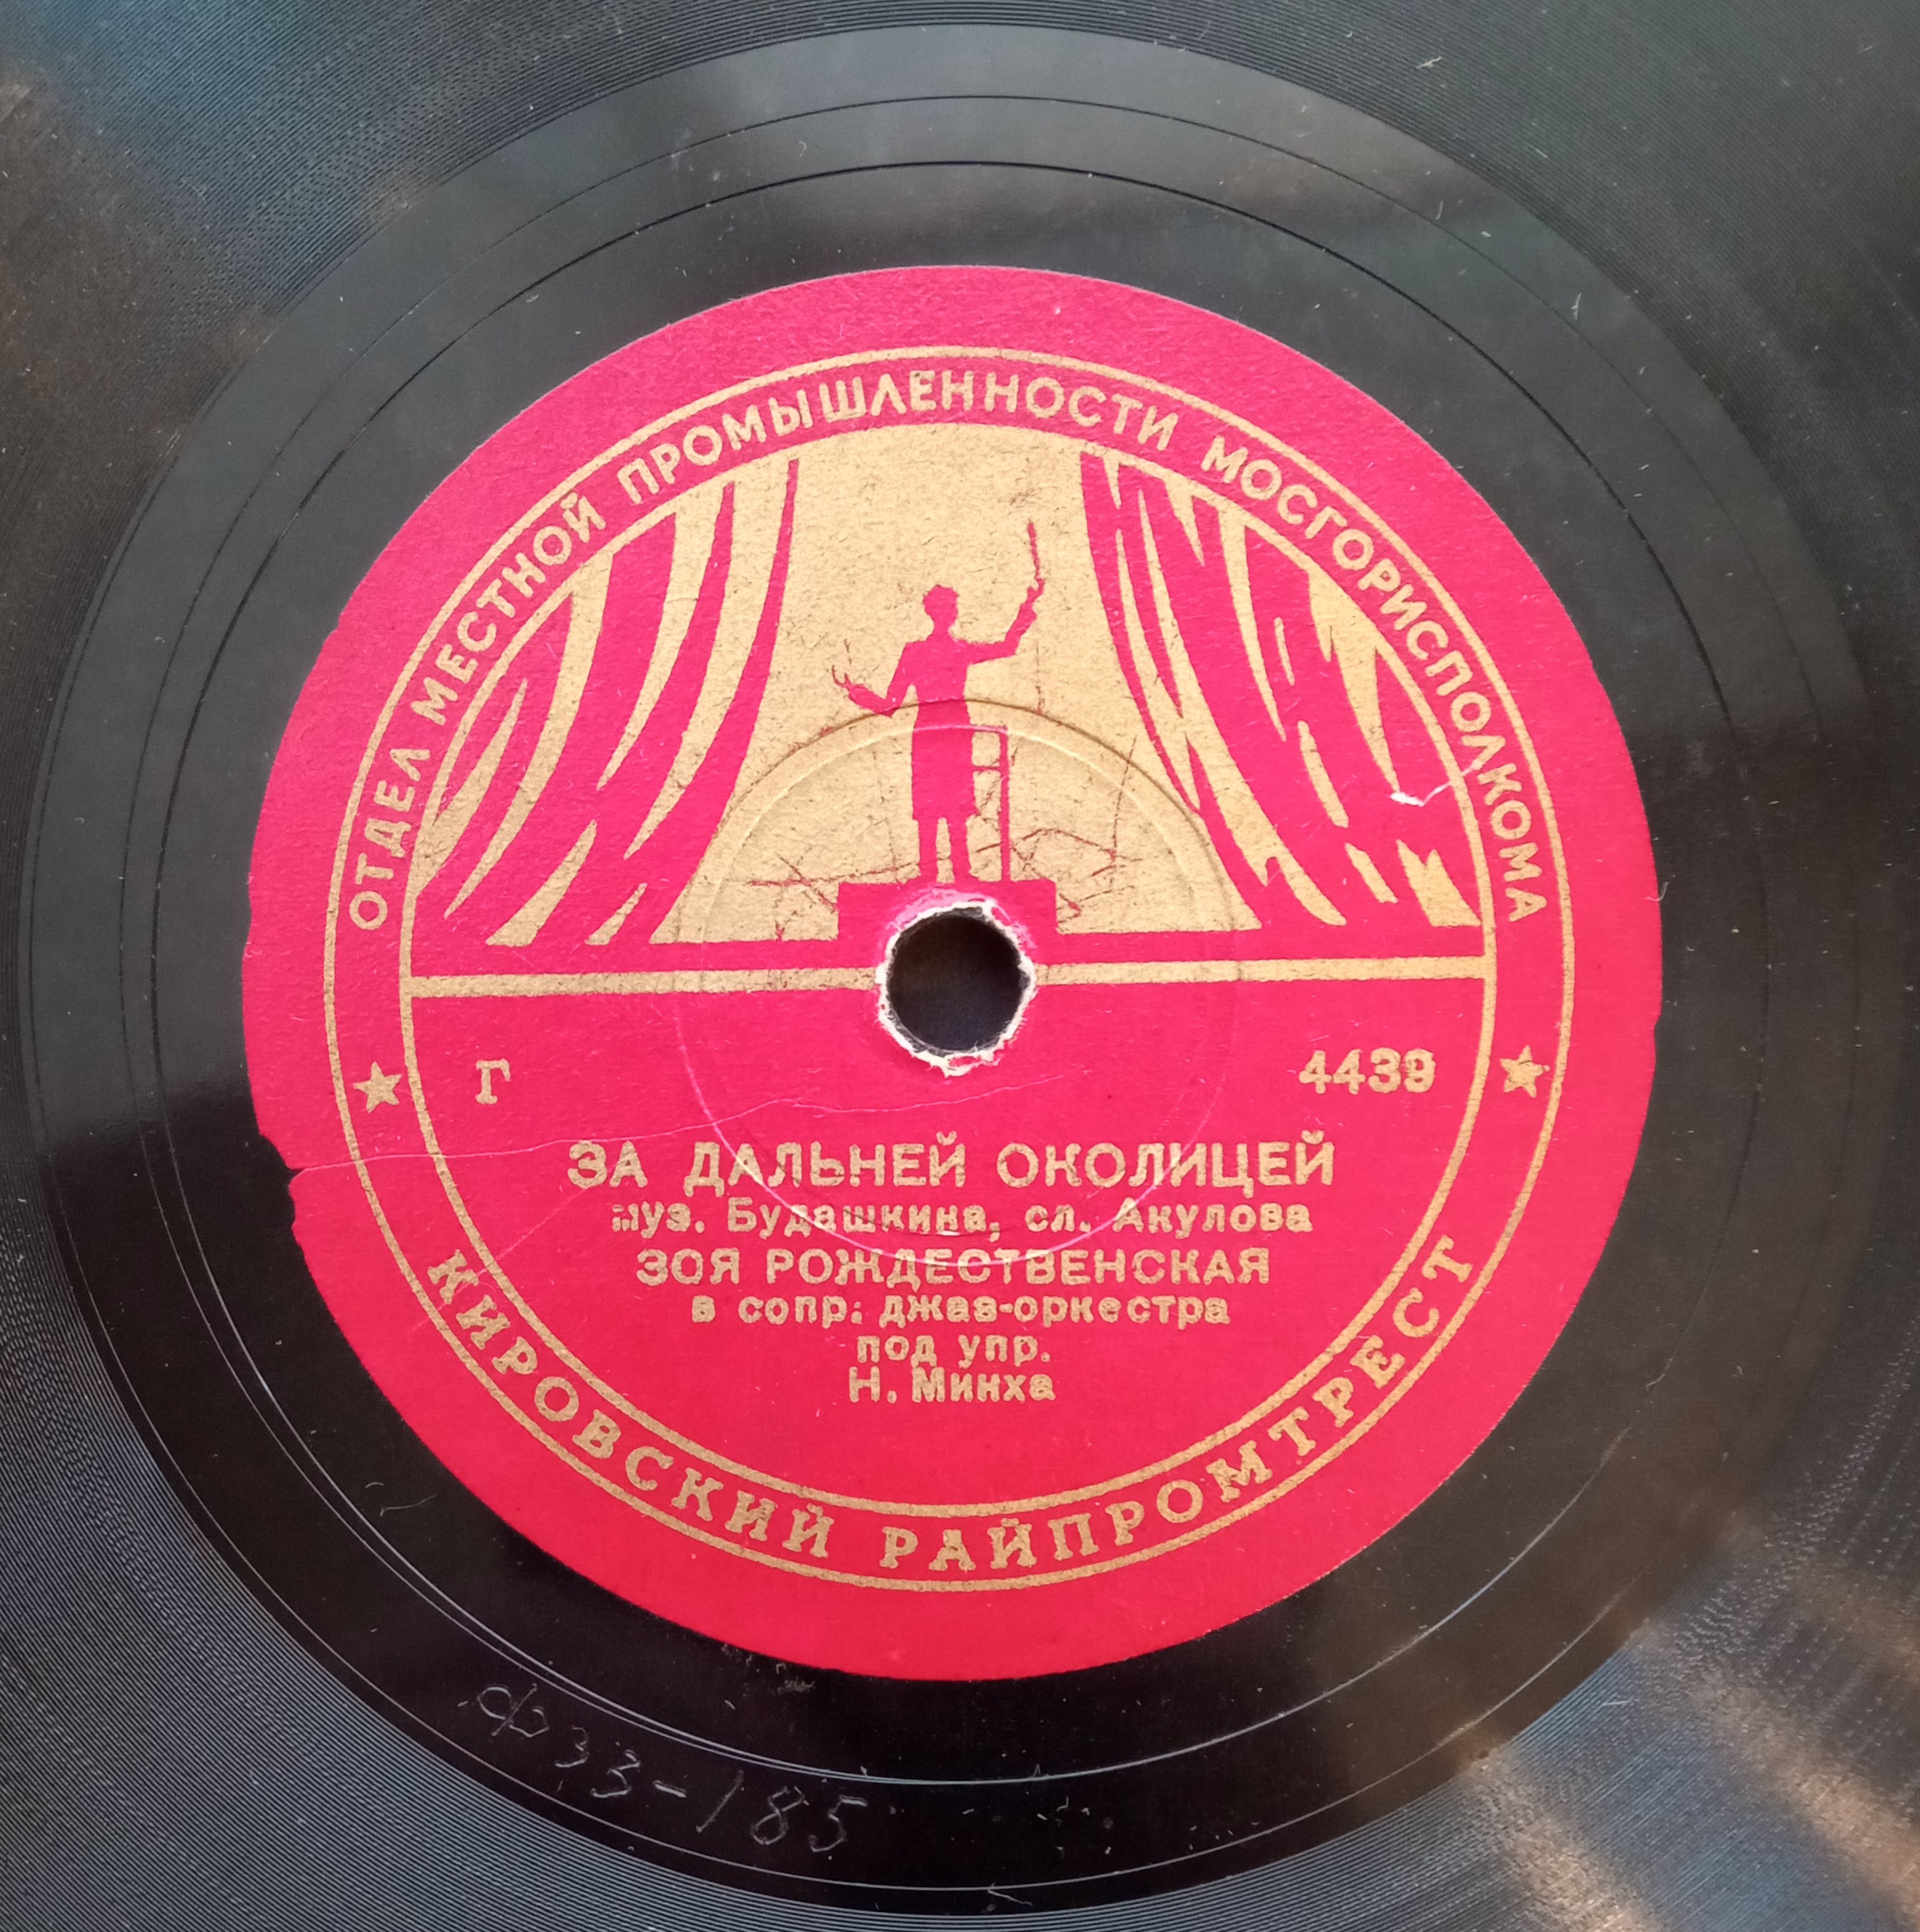 ОТДЕЛ МЕСТНОЙ ПРОМЫШЛЕННОСТИ МОСГОРИСПОЛКОМА
Г 4439
ЗА ДАЛЬНЕЙ ОКОЛИЦЕЙ
муз. Будашкина, сл. Акулова
ЗОЯ РОЖДЕСТВЕНСКАЯ
в сопр. джаз-оркестра
под упр.
Н. Минха
КИРОВСКИЙ РАЙПРОМТРЕСТ
ФЗЗ-185